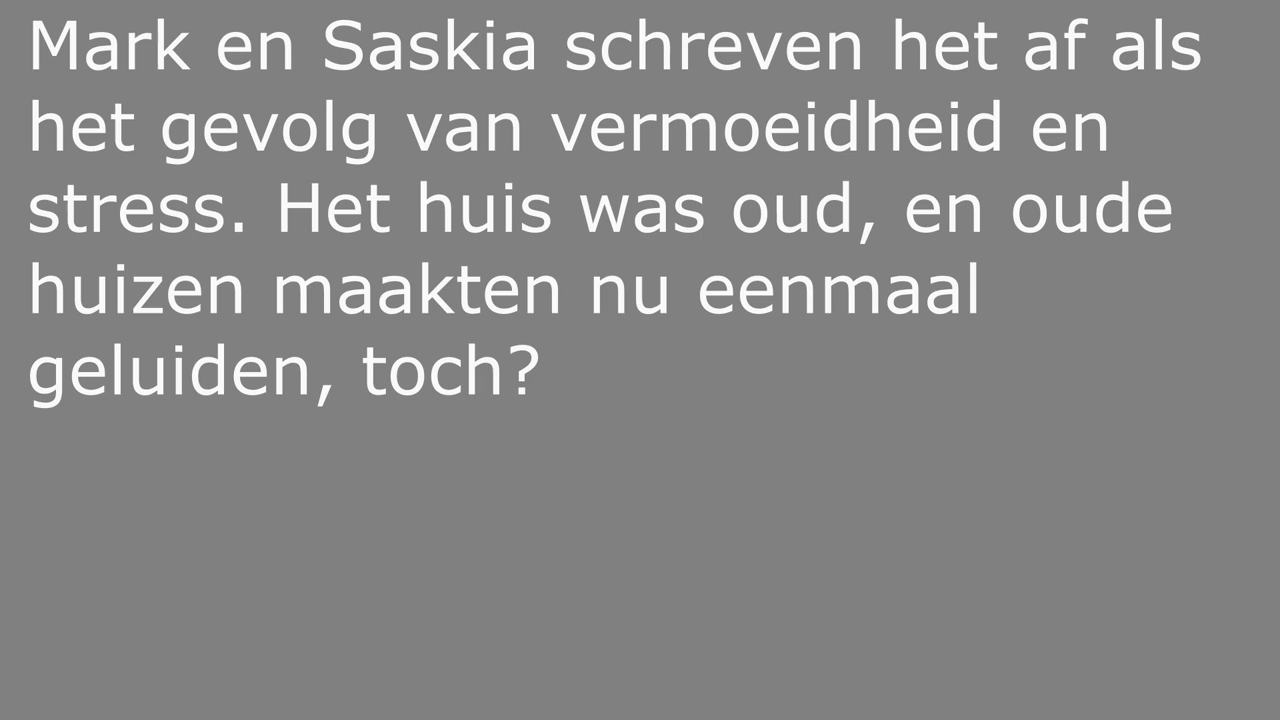 Mark en Saskia schreven het af als
het gevolg van vermoeidheid en
stress. Het huis was oud, en oude
huizen maakten nu eenmaal
geluiden, toch?